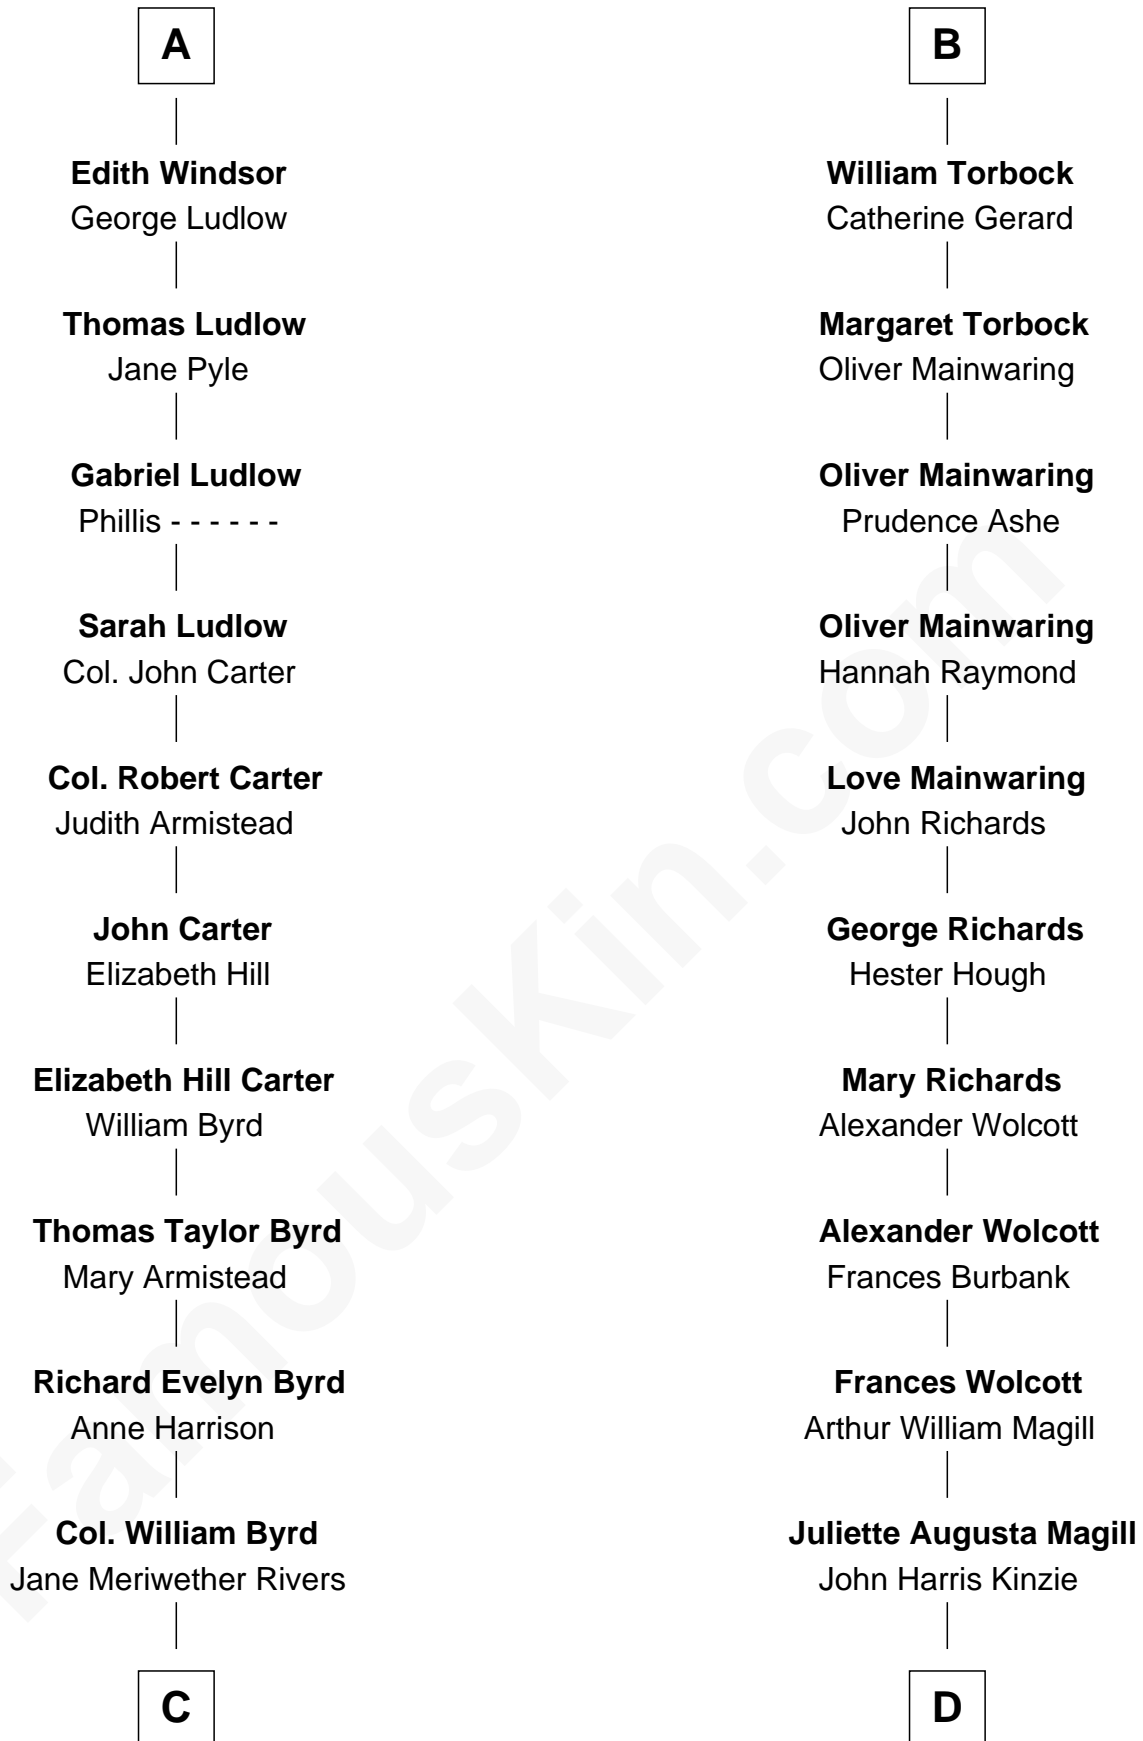 A
Edith Windsor
George Ludlow
Thomas Ludlow
Jane Pyle
Gabriel Ludlow
Phillis - - - - - -
Sarah Ludlow
Col. John Carter
Col. Robert Carter
Judith Armistead
John Carter
Elizabeth Hill
Elizabeth Hill Carter
William Byrd
Thomas Taylor Byrd
Mary Armistead
Richard Evelyn Byrd
Anne Harrison
Col. William Byrd
Jane Meriwether Rivers
C
B
William Torbock
Catherine Gerard
Margaret Torbock
Oliver Mainwaring
Oliver Mainwaring
Prudence Ashe
Oliver Mainwaring
Hannah Raymond
Love Mainwaring
John Richards
George Richards
Hester Hough
Mary Richards
Alexander Wolcott
Alexander Wolcott
Frances Burbank
Frances Wolcott
Arthur William Magill
Juliette Augusta Magill
John Harris Kinzie
D
FamousKin.com